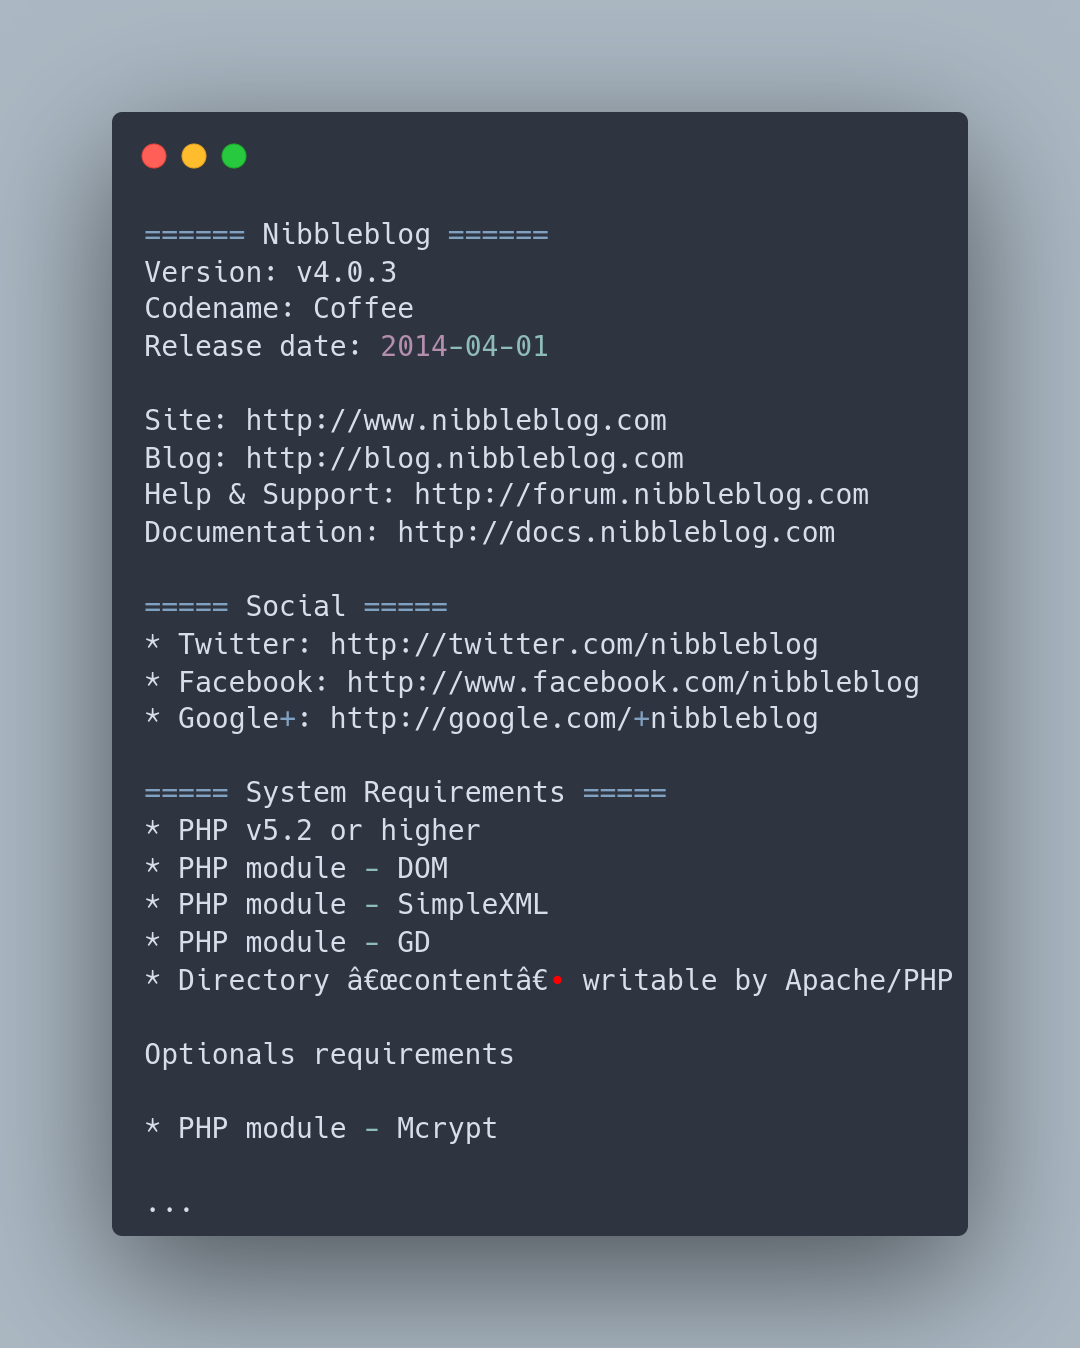 ====== Nibbleblog ======
Version: v4.0.3
Codename: Coffee
Release date: 2014-04-01
Site: http://www.nibbleblog.com
Blog: http://blog.nibbleblog.com
Help & Support: http://forum.nibbleblog.com
Documentation: http://docs.nibbleblog.com
===== Social =====
* Twitter: http://twitter.com/nibbleblog
* Facebook: http://www.facebook.com/nibbleblog
* Google+: http://google.com/+nibbleblog
===== System Requirements =====
* PHP v5.2 or higher
* PHP module - DOM
* PHP module - SimpleXML
* PHP module - GD
* Directory â€œcontentâ€• writable by Apache/PHP
Optionals requirements
* PHP module - Mcrypt
...